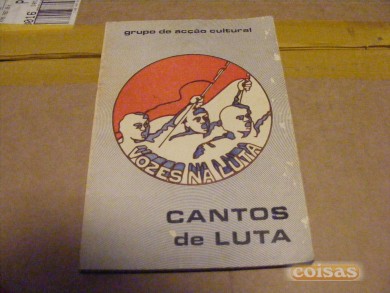 grupo de acção cultural
VOZES NA LUTA
CANTOS
de LUTA
coisas